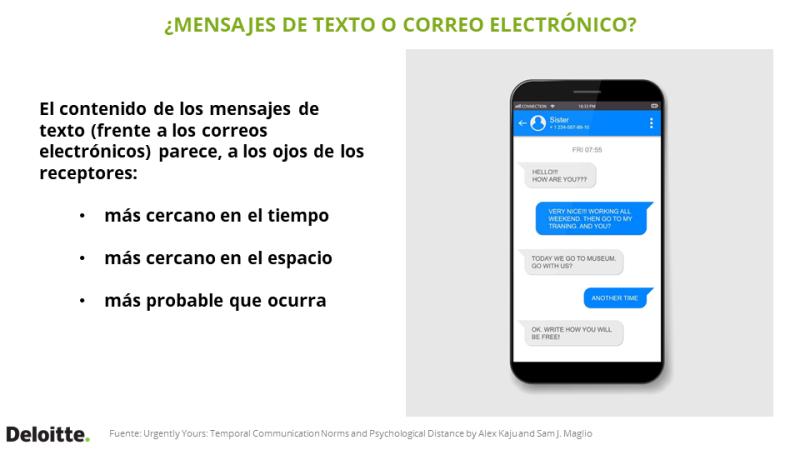 ¿MENSAJES DE TEXTO O CORREO ELECTRÓNICO?
El contenido de los mensajes de
texto (frente a los correos
electrónicos) parece, a los ojos de los
receptores:
• más cercano en el tiempo
• más cercano en el espacio
• más probable que ocurra
CONNECTION
10:33 PM
Sister
+ 1 234-567-89-10
FRI 07:55
HELLO!!!
HOW ARE YOU???
VERY NICE!!! WORKING ALL
WEEKEND. THEN GO TO MY
TRANING. AND YOU?
TODAY WE GO TO MUSEUM.
GO WITH US?
ANOTHER TIME
OK. WRITE HOW YOU WILL
BE FREE!
Deloitte.
Fuente: Urgently Yours: Temporal Communication Norms and Psychological Distance by Alex Kaju and Sam J. Maglio